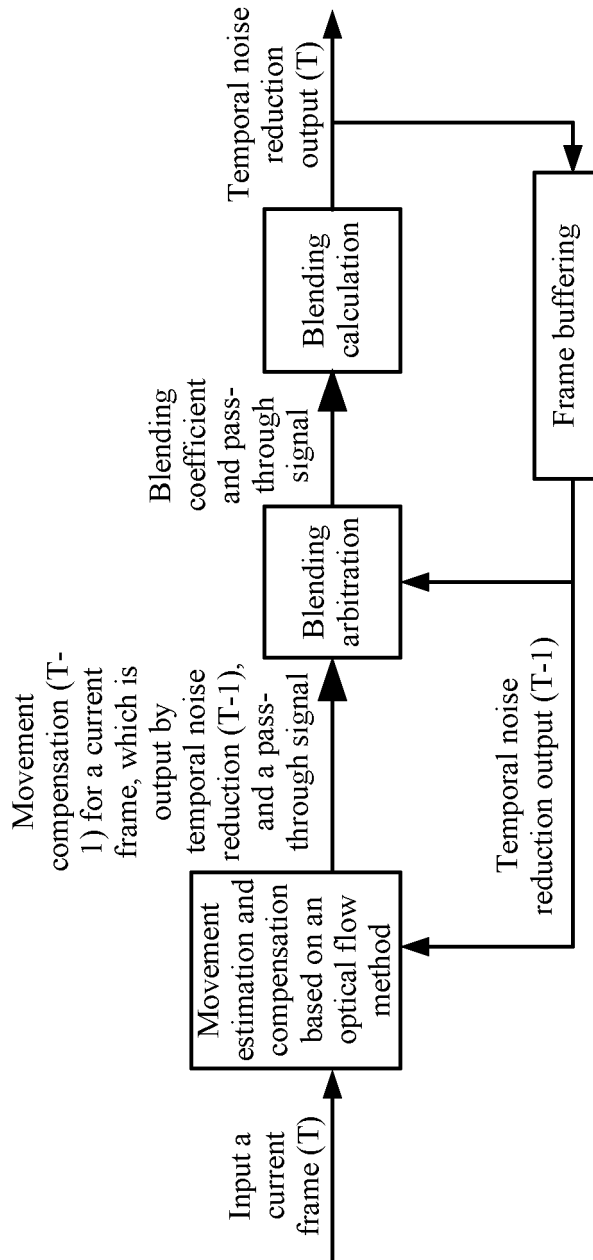 Input a
current
frame (T)
Movement
estimation and
compensation
based on an
optical flow
method
Movement
compensation (T-
1) for a current
frame, which is
output by
temporal noise
reduction (T-1),
and a pass-
through signal
Blending
arbitration
Blending
coefficient
and pass-
through
signal
Blending
calculation
Temporal noise
reduction
output (T)
Temporal noise
reduction output (T-1)
Frame buffering